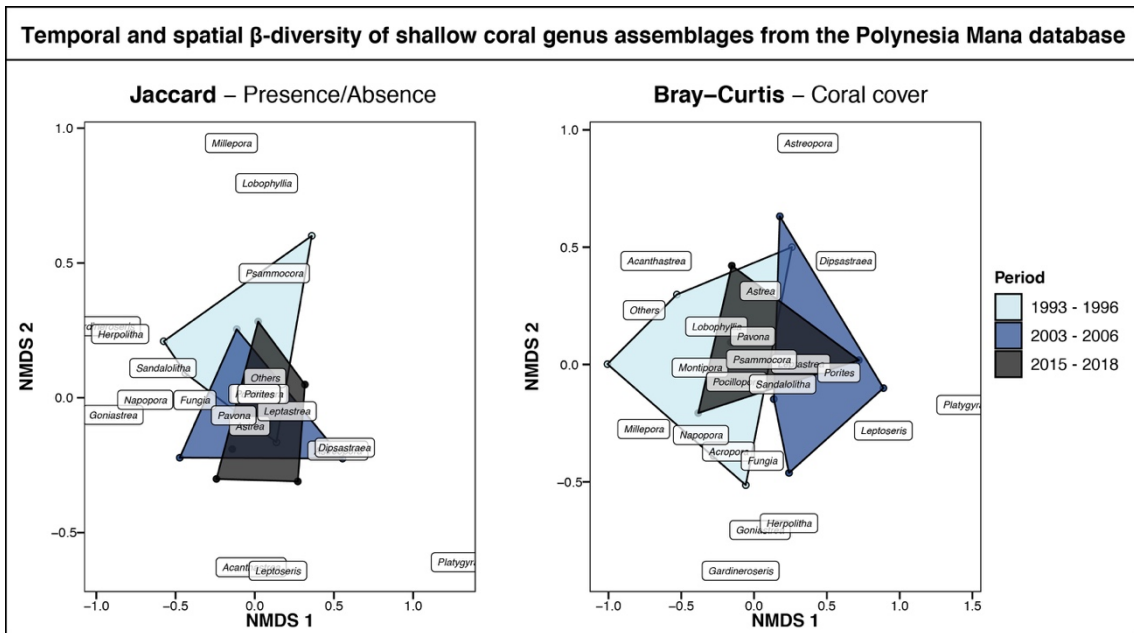 Temporal and spatial β-diversity of shallow coral genus assemblages from the Polynesia Mana database
Jaccard – Presence/Absence
NMDS 2
1.0
0.5
0.0
−0.5
Millepora
Lobophyllia
Psammocora
Herpolitha
Sandalolitha
Others
Napopora
Fungia
Porites
Goniastrea
Pavona
Leptastrea
Astrea
Dipsastraea
Leptoseris
Platygyra
−1.0
−0.5
0.0
0.5
1.0
NMDS 1
Bray–Curtis – Coral cover
NMDS 2
1.0
0.5
0.0
−0.5
Astreopora
Acanthastrea
Dipsastraea
Astrea
Others
Lobophyllia
Pavona
Montipora
Psammocora
Porites
Pocillopora
Sandalolitha
Platygyra
Millepora
Napopora
Leptoseris
Acropora
Fungia
Goniastrea
Herpolitha
Gardineroseris
−1.0
−0.5
0.0
0.5
1.0
1.5
NMDS 1
Period
1993 - 1996
2003 - 2006
2015 - 2018